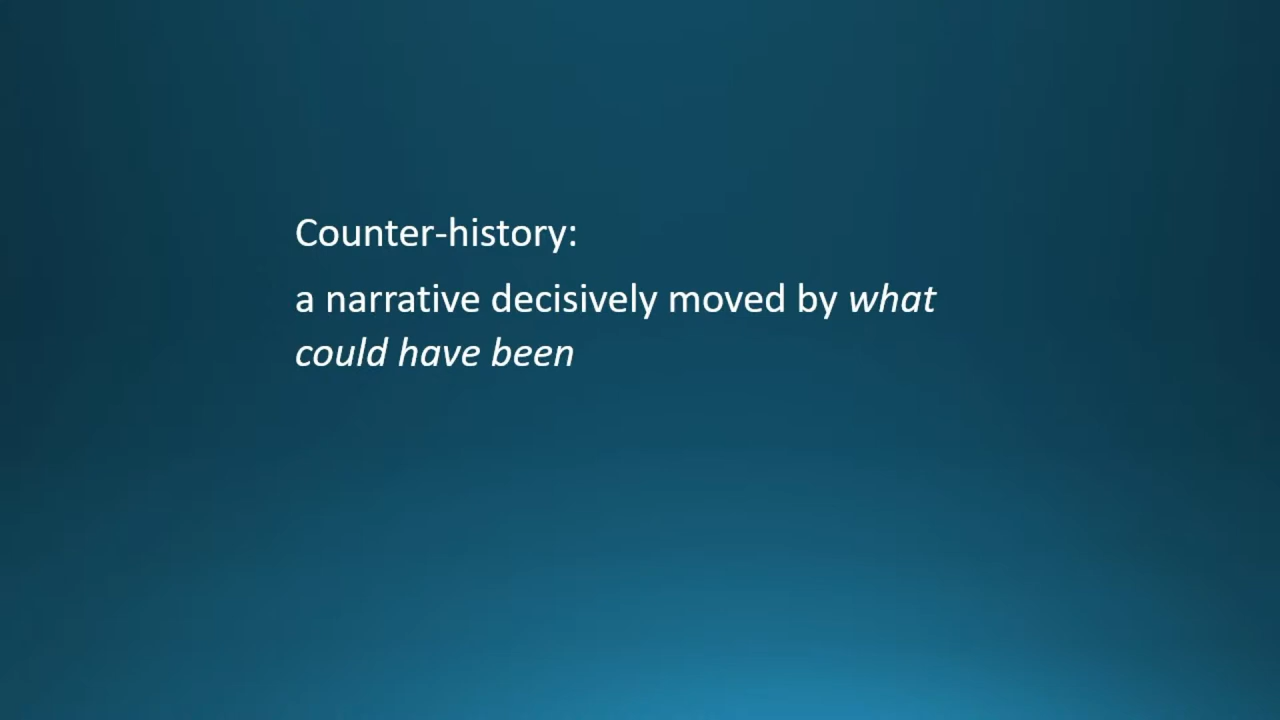 Counter-history:
a narrative decisively moved by what
could have been